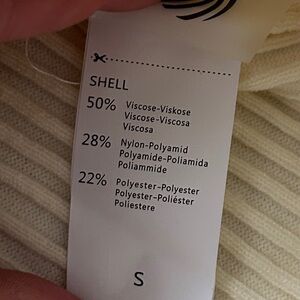 SHELL
50% Viscose-Viskose
Viscose-Viscosa
Viscosa
28% Nylon-Polyamid
Polyamide-Poliamida
Poliammide
22% Polyester-Polyester
Polyester-Poliéster
Poliestere
S